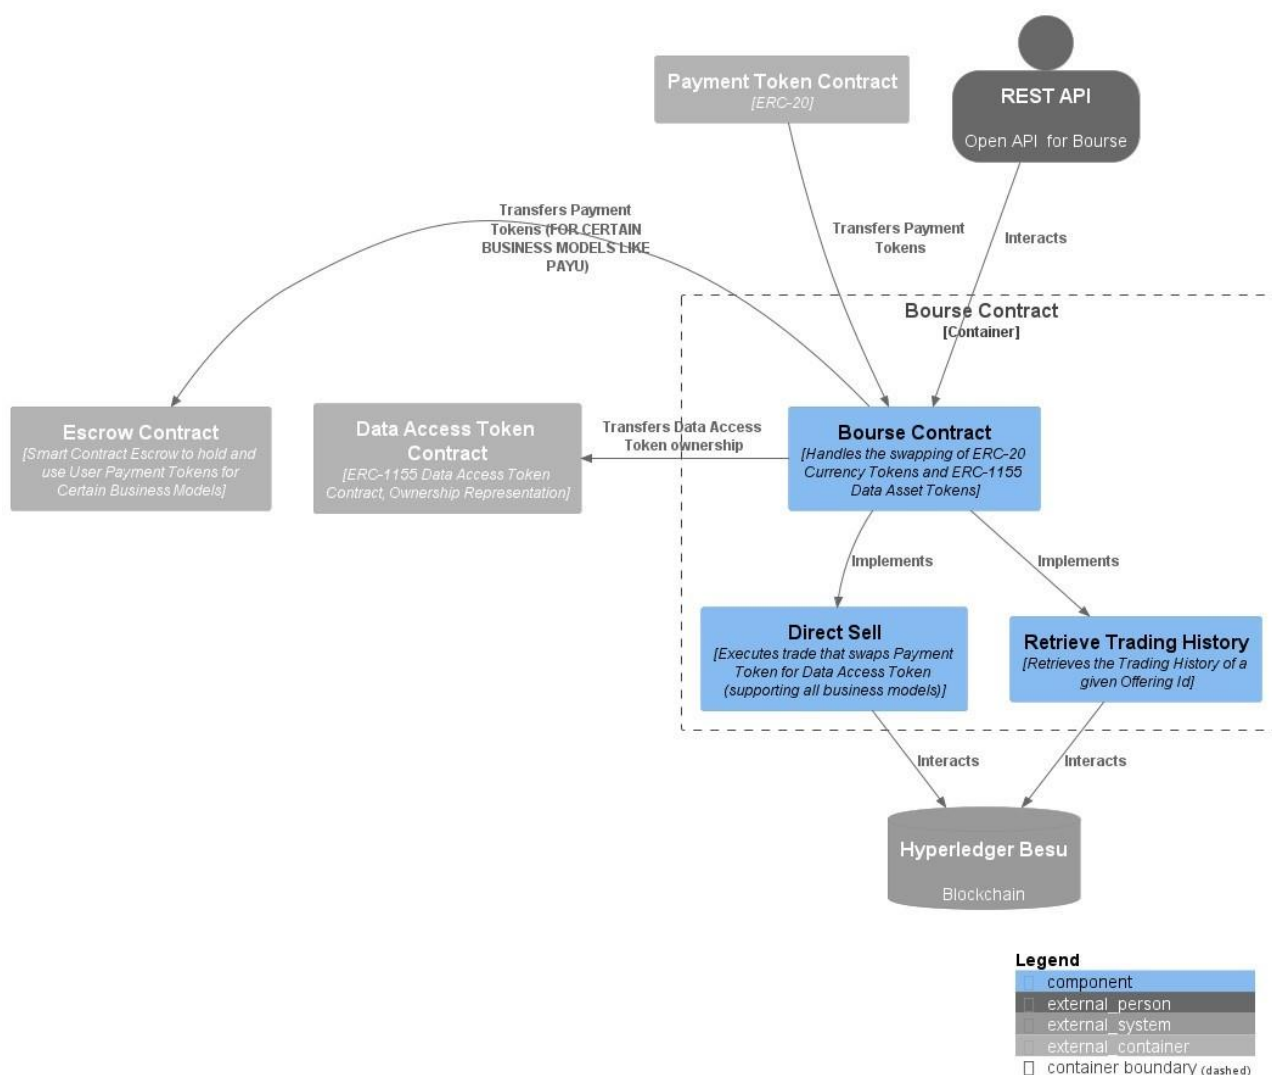 Payment Token Contract
[ERC-20]
REST API
Open API  for Bourse
Transfers Payment
Tokens (FOR CERTAIN
BUSINESS MODELS LIKE
PAYU)
Transfers Payment
Tokens
Interacts
Bourse Contract
[Container]
Escrow Contract
[Smart Contract Escrow to hold and
use User Payment Tokens for
Certain Business Models]
Data Access Token
Contract
[ERC-1155 Data Access Token
Contract, Ownership Representation]
Transfers Data Access
Token ownership
Bourse Contract
[Handles the swapping of ERC-20
Currency Tokens and ERC-1155
Data Asset Tokens]
Implements
Implements
Direct Sell
[Executes trade that swaps Payment
Token for Data Access Token
(supporting all business models)]
Retrieve Trading History
[Retrieves the Trading History of a
given Offering Id]
Interacts
Interacts
Hyperledger Besu
Blockchain
Legend
component
external_person
external_system
external_container
container boundary (dashed)